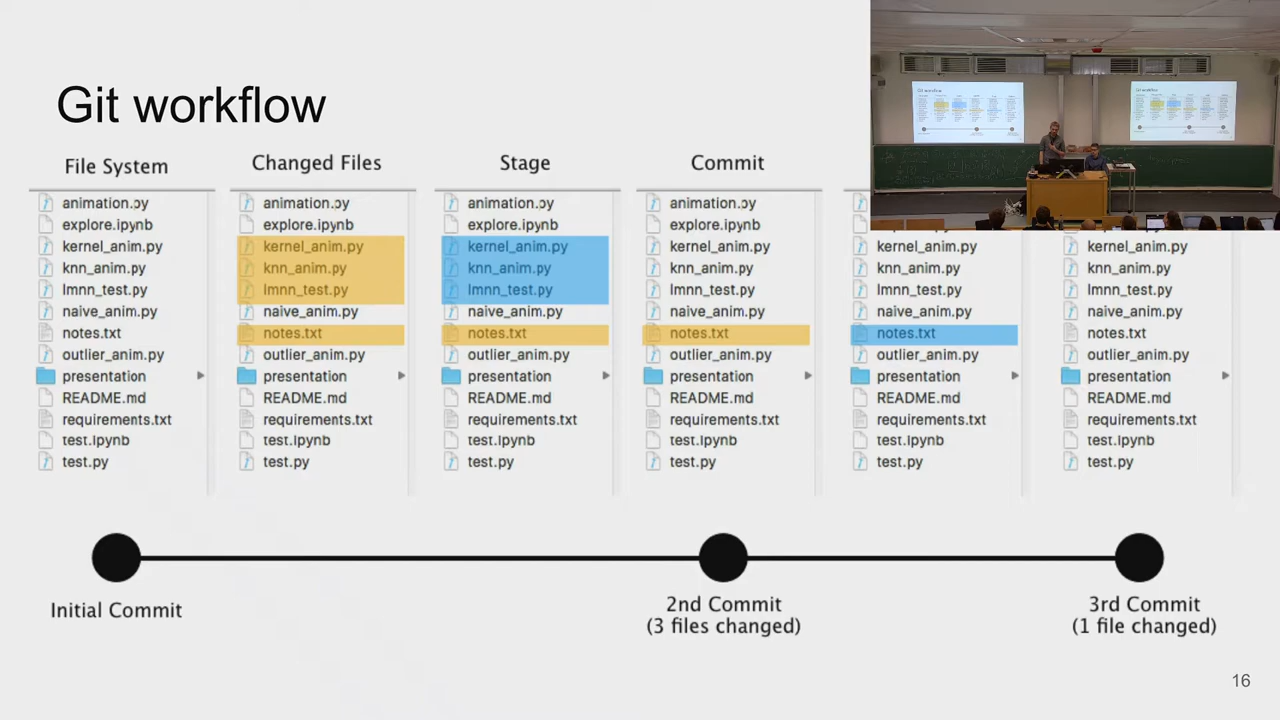 Git workflow
File System
animation.py
explore.ipynb
kernel_anim.py
knn_anim.py
lmnn_test.py
naive_anim.py
notes.txt
outlier_anim.py
presentation
README.md
requirements.txt
test.ipynb
test.py
Changed Files
animation.py
explore.ipynb
kernel_anim.py
knn_anim.py
lmnn_test.py
naive_anim.py
notes.txt
outlier_anim.py
presentation
README.md
requirements.txt
test.ipynb
test.py
Stage
animation.py
explore.ipynb
kernel_anim.py
knn_anim.py
lmnn_test.py
naive_anim.py
notes.txt
outlier_anim.py
presentation
README.md
requirements.txt
test.ipynb
test.py
Commit
animation.py
explore.ipynb
kernel_anim.py
knn_anim.py
lmnn_test.py
naive_anim.py
notes.txt
outlier_anim.py
presentation
README.md
requirements.txt
test.ipynb
test.py
kernel_anim.py
knn_anim.py
lmnn_test.py
naive_anim.py
notes.txt
outlier_anim.py
presentation
README.md
requirements.txt
test.ipynb
test.py
kernel_anim.py
knn_anim.py
lmnn_test.py
naive_anim.py
notes.txt
outlier_anim.py
presentation
README.md
requirements.txt
test.ipynb
test.py
Initial Commit
2nd Commit
(3 files changed)
3rd Commit
(1 file changed)
16
Git workflow
Git workflow